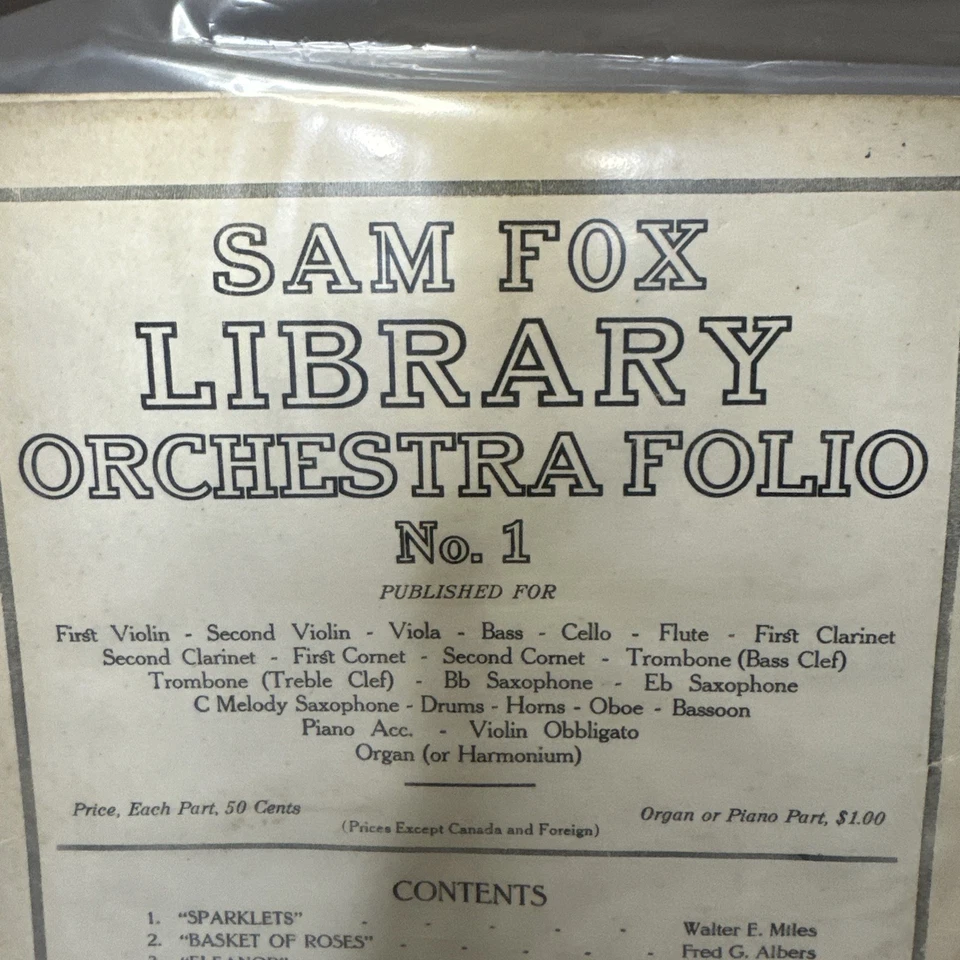 SAM FOX
LIBRARY
ORCHESTRA FOLIO
No. 1
PUBLISHED FOR
First Violin - Second Violin - Viola - Bass - Cello - Flute - First Clarinet
Second Clarinet - First Cornet - Second Cornet - Trombone (Bass Clef)
Trombone (Treble Clef) - Bb Saxophone - Eb Saxophone
C Melody Saxophone - Drums - Horns - Oboe - Bassoon
Piano Acc. - Violin Obbligato
Organ (or Harmonium)
Price, Each Part, 50 Cents
Organ or Piano Part, $1.00
(Prices Except Canada and Foreign)
CONTENTS
1. "SPARKLETS" - - - - - Walter E. Miles
2. "BASKET OF ROSES" - - - - - Fred G. Albers